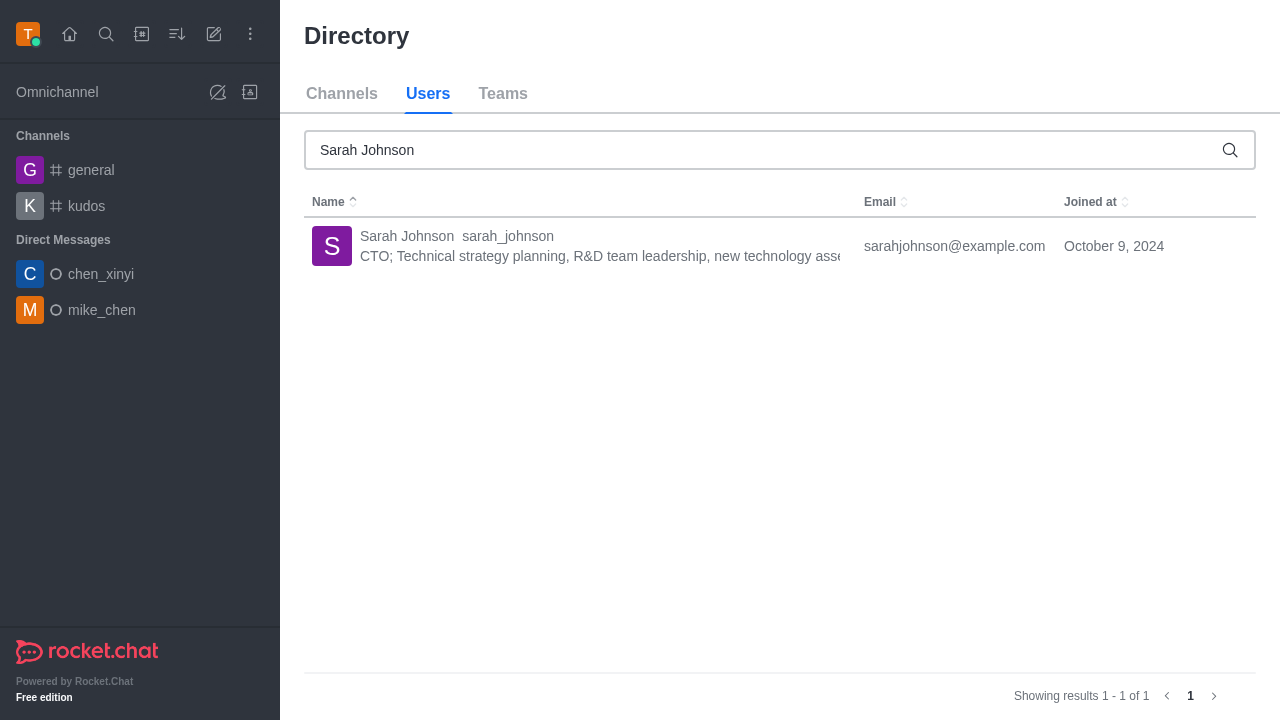 T
Directory
Omnichannel
Channels
G general
K kudos
Direct Messages
C chen_xinyi
M mike_chen
rocket.chat
Powered by Rocket.Chat
Free edition
Channels Users Teams
Sarah Johnson
Name Email Joined at
S Sarah Johnson sarah_johnson
CTO; Technical strategy planning, R&D team leadership, new technology asse
sarahjohnson@example.com October 9, 2024
Showing results 1 - 1 of 1 1